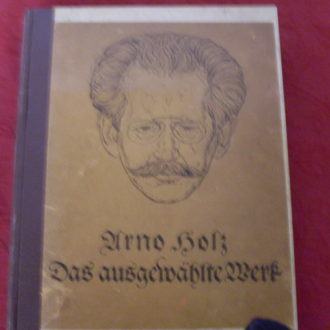 Arno Holz
Das ausgewählte Werk